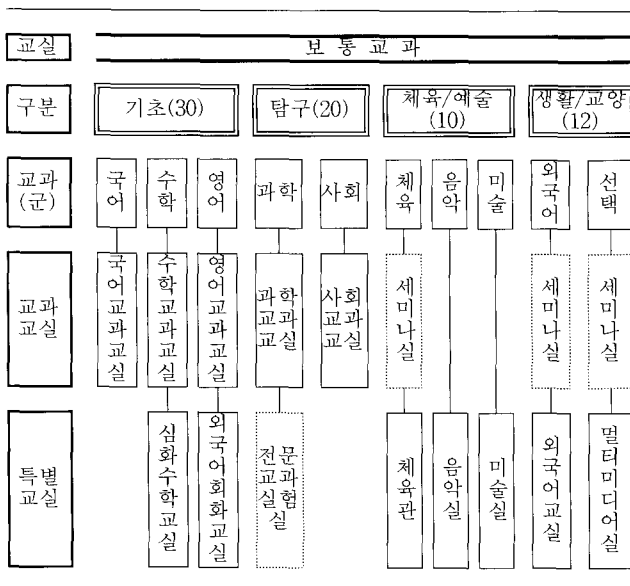 교실
보 통 교 과
구분
기초(30)
탐구(20)
체육/예술
(10)
생활/교양
(12)
교과
(군)
국어
수학
영어
과학
사회
체육
음악
미술
외국어
선택
교과
교실
국어교과교실
수학교과교실
영어교과교실
과학
교과
교실
사회
교과
교실
세미나실
세미나실
세미나실
특별
교실
심화수학교실
외국어회화교실
전문
교과
실험
실
체육관
음악실
미술실
외국어교실
멀티미디어실